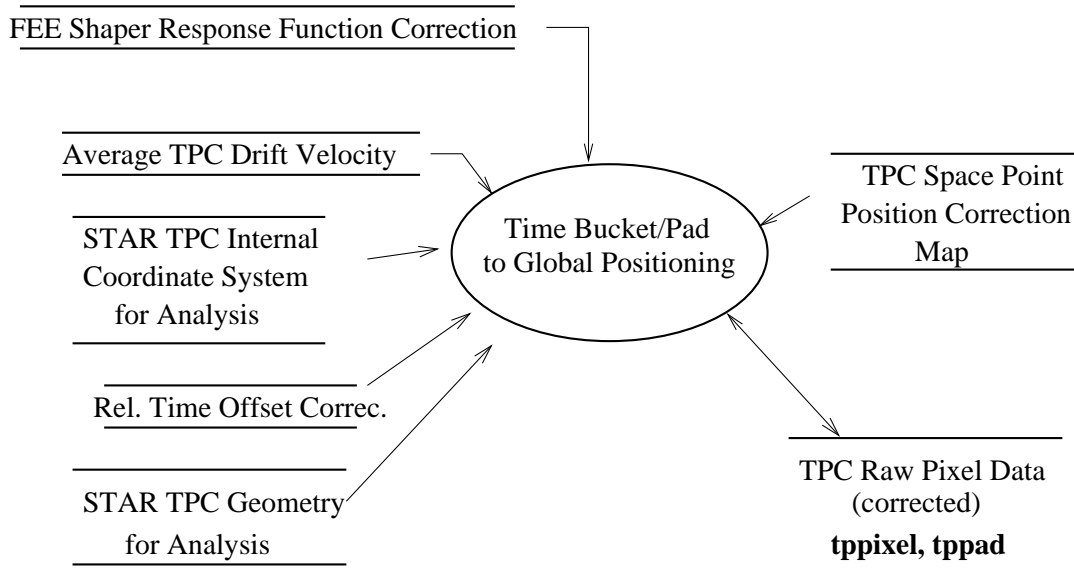 FEE Shaper Response Function Correction
Average TPC Drift Velocity
TPC Space Point
Position Correction
Map
Time Bucket/Pad
to Global Positioning
STAR TPC Internal
Coordinate System
for Analysis
Rel. Time Offset Correc.
STAR TPC Geometry
for Analysis
TPC Raw Pixel Data
(corrected)
tppixel, tppad